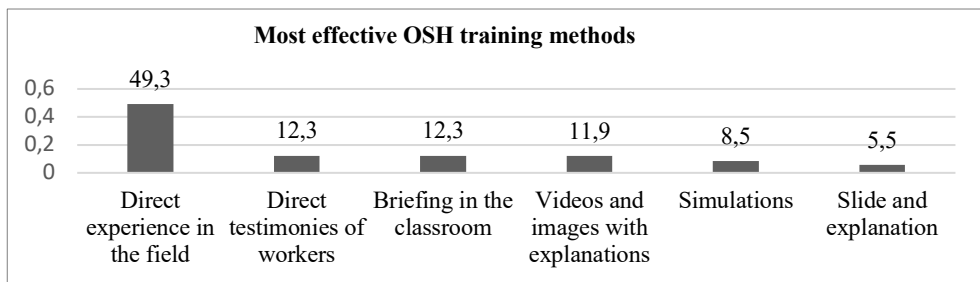 Most effective OSH training methods
49,3
12,3
12,3
11,9
8,5
5,5
0,6
0,4
0,2
0
Direct
experience in
the field
Direct
testimonies of
workers
Briefing in the
classroom
Videos and
images with
explanations
Simulations
Slide and
explanation